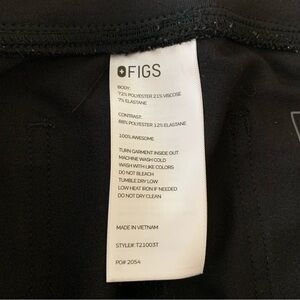 FIGS
BODY:
72% POLYESTER 21% VISCOSE
7% ELASTANE
CONTRAST:
88% POLYESTER 12% ELASTANE
100% AWESOME
TURN GARMENT INSIDE OUT
MACHINE WASH COLD
WASH WITH LIKE COLORS
DO NOT BLEACH
TUMBLE DRY LOW
LOW HEAT IRON IF NEEDED
DO NOT DRY CLEAN
MADE IN VIETNAM
STYLE#: T21003T
PO# 2054